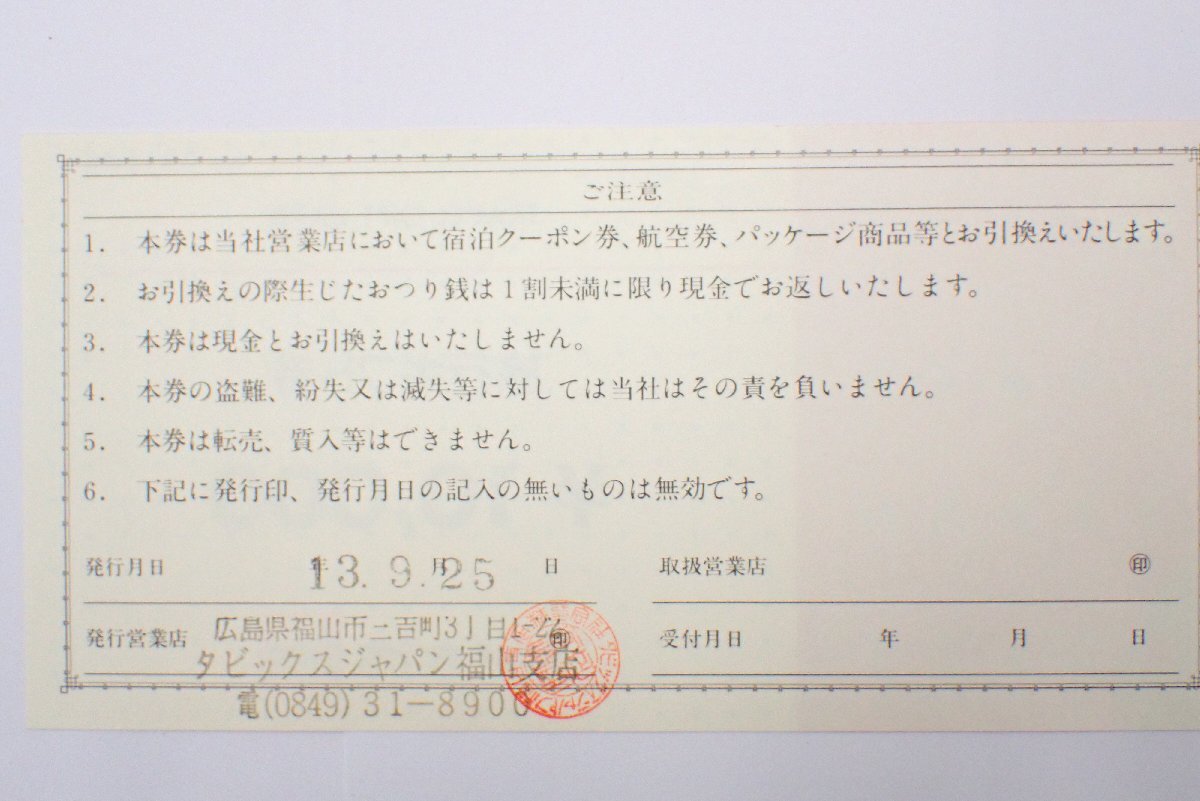 ご注意
1. 本券は当社営業店において宿泊クーポン券、航空券、パッケージ商品等とお引換えいたします。
2. お引換えの際生じたおつり銭は1割未満に限り現金でお返しいたします。
3. 本券は現金とお引換えはいたしません。
4. 本券の盗難、紛失又は滅失等に対しては当社はその責を負いません。
5. 本券は転売、質入等はできません。
6. 下記に発行印、発行月日の記入の無いものは無効です。
発行月日 年 月 日 13. 9. 25
取扱営業店 印
発行営業店 印
広島県福山市三吉町3丁目1-22
タビックスジャパン福山支店
電(0849)31-8900
受付月日 年 月 日